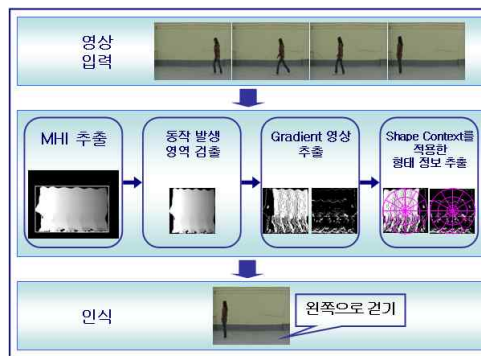 영상
입력
MHI 추출
동작 발생
영역 검출
Gradient 영상
추출
Shape Context를
적용한
형태 정보 추출
인식
왼쪽으로 걷기